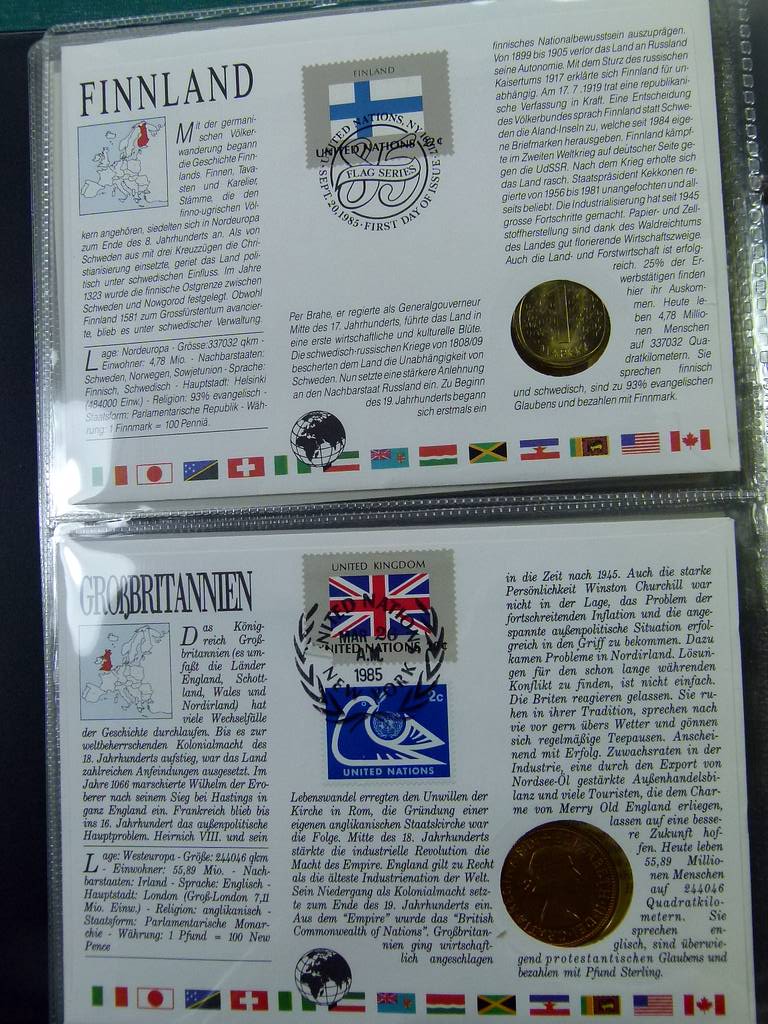 FINNLAND
Mit der germani-
schen Völker-
wanderung begann
die Geschichte Finn-
lands. Finnen, Tava-
sten und Karelier,
Stämme, die den
finno-ugrischen Völ-
kern angehören, siedelten sich in Nordeuropa
zum Ende des 8. Jahrhunderts an. Als von
Schweden aus mit drei Kreuzzügen die Chri-
stianisierung einsetzte, geriet das Land poli-
tisch unter schwedischen Einfluss. Im Jahre
1323 wurde die finnische Ostgrenze zwischen
Schweden und Nowgorod festgelegt. Obwohl
Finnland 1581 zum Grossfürstentum avancier-
te, blieb es unter schwedischer Verwaltung.
Lage: Nordeuropa - Grösse:337032 qkm -
Einwohner: 4,78 Mio. - Nachbarstaaten:
Schweden, Norwegen, Sowjetunion - Sprache:
Finnisch, Schwedisch - Hauptstadt: Helsinki
(484000 Einw.) - Religion: 93% evangelisch -
Staatsform: Parlamentarische Republik - Wäh-
rung: 1 Finnmark = 100 Penniä.
FINLAND
UNITED NATIONS
UNITED NATIONS, NY
85
FLAG SERIES
SEPT. 20, 1985 · FIRST DAY OF ISSUE
Per Brahe, er regierte als Generalgouverneur
Mitte des 17. Jahrhunderts, führte das Land in
eine erste wirtschaftliche und kulturelle Blüte.
Die schwedisch-russischen Kriege von 1808/09
bescherten dem Land die Unabhängigkeit von
Schweden. Nun setzte eine stärkere Anlehnung
an den Nachbarstaat Russland ein. Zu Beginn
des 19. Jahrhunderts begann
sich erstmals ein
finnisches Nationalbewusstsein auszuprägen.
Von 1899 bis 1905 verlor das Land an Russland
seine Autonomie. Mit dem Sturz des russischen
Kaisertums 1917 erklärte sich Finnland für un-
abhängig. Am 17. 7. 1919 trat eine republikani-
sche Verfassung in Kraft. Eine Entscheidung
des Völkerbundes sprach Finnland statt Schwe-
den die Aland-Inseln zu, welche seit 1984 eige-
ne Briefmarken herausgeben. Finnland kämpf-
te im Zweiten Weltkrieg auf deutscher Seite ge-
gen die UdSSR. Nach dem Krieg erholte sich
das Land rasch. Staatspräsident Kekkonen re-
gierte von 1956 bis 1981 unangefochten und all-
seits beliebt. Die Industrialisierung hat seit 1945
grosse Fortschritte gemacht. Papier- und Zell-
stoffherstellung sind dank des Waldreichtums
des Landes gut florierende Wirtschaftszweige.
Auch die Land- und Forstwirtschaft ist erfolg-
reich. 25% der Er-
werbstätigen finden
hier ihr Auskom-
men. Heute le-
ben 4,78 Millio-
nen Menschen
auf 337032 Qua-
dratkilometern. Sie
sprechen finnisch
und schwedisch, sind zu 93% evangelischen
Glaubens und bezahlen mit Finnmark.
1
GROßBRITANNIEN
Das König-
reich Groß-
britannien (es um-
faßt die Länder
England, Schott-
land, Wales und
Nordirland) hat
viele Wechselfälle
der Geschichte durchlaufen. Bis es zur
weltbeherrschenden Kolonialmacht des
18. Jahrhunderts aufstieg, war das Land
zahlreichen Anfeindungen ausgesetzt. Im
Jahre 1066 marschierte Wilhelm der Ero-
berer nach seinem Sieg bei Hastings in
ganz England ein. Frankreich blieb bis
ins 16. Jahrhundert das außenpolitische
Hauptproblem. Heinrich VIII. und sein
Lage: Westeuropa - Größe: 244046 qkm
- Einwohner: 55,89 Mio. - Nach-
barstaaten: Irland - Sprache: Englisch -
Hauptstadt: London (Groß-London 7,11
Mio. Einw.) - Religion: anglikanisch -
Staatsform: Parlamentarische Monar-
chie - Währung: 1 Pfund = 100 New
Pence
UNITED KINGDOM
UNITED NATIONS
UNITED NATIONS
MAR 26
A.M.
1985
NEW YORK
2c
UNITED NATIONS
Lebenswandel erregten den Unwillen der
Kirche in Rom, die Gründung einer
eigenen anglikanischen Staatskirche war
die Folge. Mitte des 18. Jahrhunderts
stärkte die industrielle Revolution die
Macht des Empire. England gilt zu Recht
als die älteste Industrienation der Welt.
Sein Niedergang als Kolonialmacht setz-
te zum Ende des 19. Jahrhunderts ein.
Aus dem "Empire" wurde das "British
Commonwealth of Nations". Großbritan-
nien ging wirtschaft-
lich angeschlagen
in die Zeit nach 1945. Auch die starke
Persönlichkeit Winston Churchill war
nicht in der Lage, das Problem der
fortschreitenden Inflation und die ange-
spannte außenpolitische Situation erfolg-
reich in den Griff zu bekommen. Dazu
kamen Probleme in Nordirland. Lösun-
gen für den schon lange währenden
Konflikt zu finden, ist nicht einfach.
Die Briten reagieren gelassen. Sie ru-
hen in ihrer Tradition, sprechen nach
wie vor gern übers Wetter und gönnen
sich regelmäßige Teepausen. Anschei-
nend mit Erfolg. Zuwachsraten in der
Industrie, eine durch den Export von
Nordsee-Öl gestärkte Außenhandelsbi-
lanz und viele Touristen, die dem Char-
me von Merry Old England erliegen,
lassen auf eine besse-
re Zukunft hof-
fen. Heute leben
55,89 Millio-
nen Menschen
auf 244046
Quadratkilo-
metern. Sie
sprechen en-
glisch, sind überwie-
gend protestantischen Glaubens und
bezahlen mit Pfund Sterling.